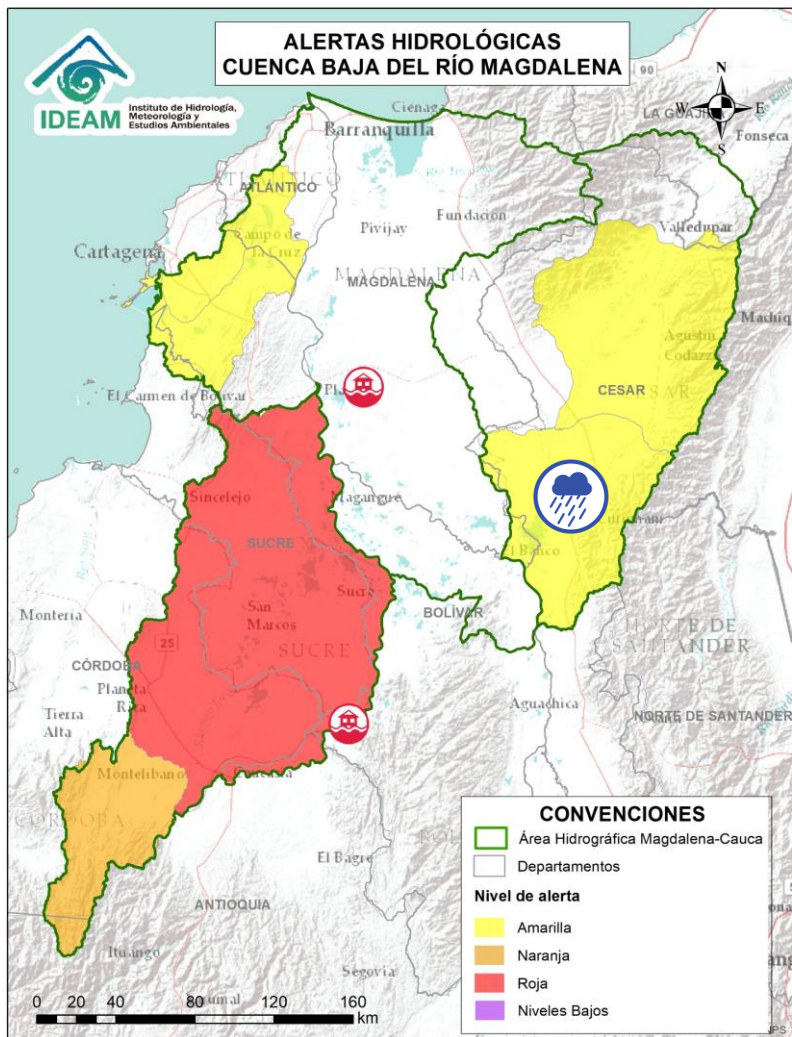 ALERTAS HIDROLÓGICAS
CUENCA BAJA DEL RÍO MAGDALENA
IDEAM
Instituto de Hidrología,
Meteorología y
Estudios Ambientales
N
W
E
S
90
LA GUAJIRA
Fonseca
Ciénaga
Barranquilla
ATLÁNTICO
Cartagena
Campo de
la Cruz
Pivijay
Fundación
Valledupar
MAGDALENA
MAGDALENA
Machiq
Agustín
Codazzi
CESAR
El Carmen de Bolívar
Sincelejo
Magangue
SUCRE
El Banco
San
Marcos
Sucre
SUCRE
BOLÍVAR
Montería
25
CÓRDOBA
Planeta
Rica
Tierra
Alta
NORTE DE
SANTANDER
Aguachica
NORTE DE SANTANDER
Montelíbano
CÓRDOBA
El Bagre
ANTIOQUIA
Ituango
Segovia
CONVENCIONES
Área Hidrográfica Magdalena-Cauca
Departamentos
Nivel de alerta
Amarilla
Naranja
Roja
Niveles Bajos
0 20 40 80 120 160
km